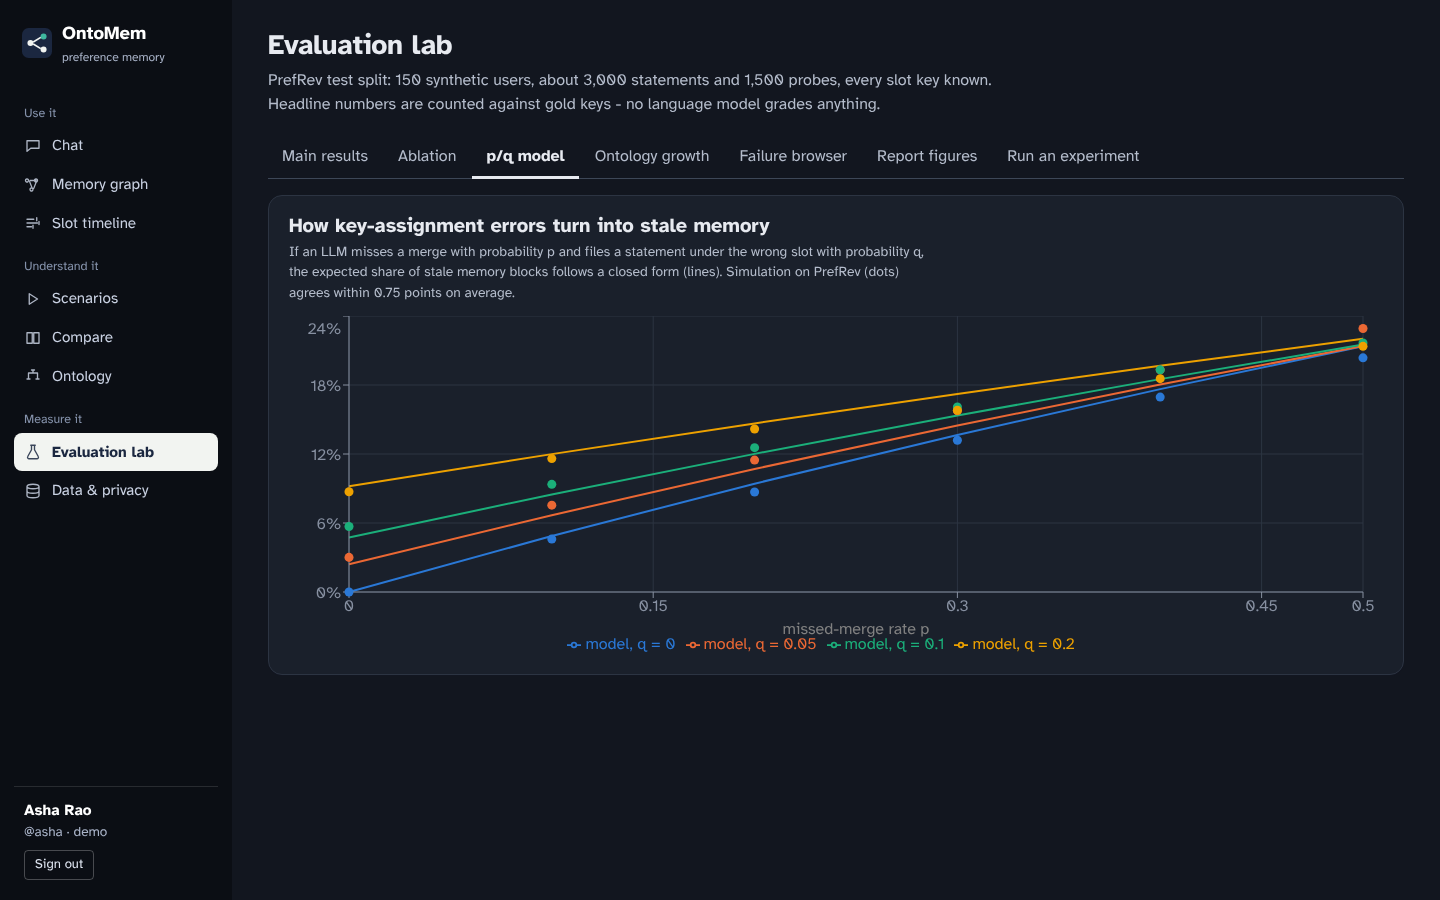 OntoMem
preference memory
Use it
Chat
Memory graph
Slot timeline
Understand it
Scenarios
Compare
Ontology
Measure it
Evaluation lab
Data & privacy
Asha Rao
@asha · demo
Sign out
Evaluation lab
PrefRev test split: 150 synthetic users, about 3,000 statements and 1,500 probes, every slot key known.
Headline numbers are counted against gold keys - no language model grades anything.
Main results
Ablation
p/q model
Ontology growth
Failure browser
Report figures
Run an experiment
How key-assignment errors turn into stale memory
If an LLM misses a merge with probability p and files a statement under the wrong slot with probability q,
the expected share of stale memory blocks follows a closed form (lines). Simulation on PrefRev (dots)
agrees within 0.75 points on average.
24%
18%
12%
6%
0%
0 0.15 0.3 0.45 0.5
missed-merge rate p
model, q = 0 model, q = 0.05 model, q = 0.1 model, q = 0.2